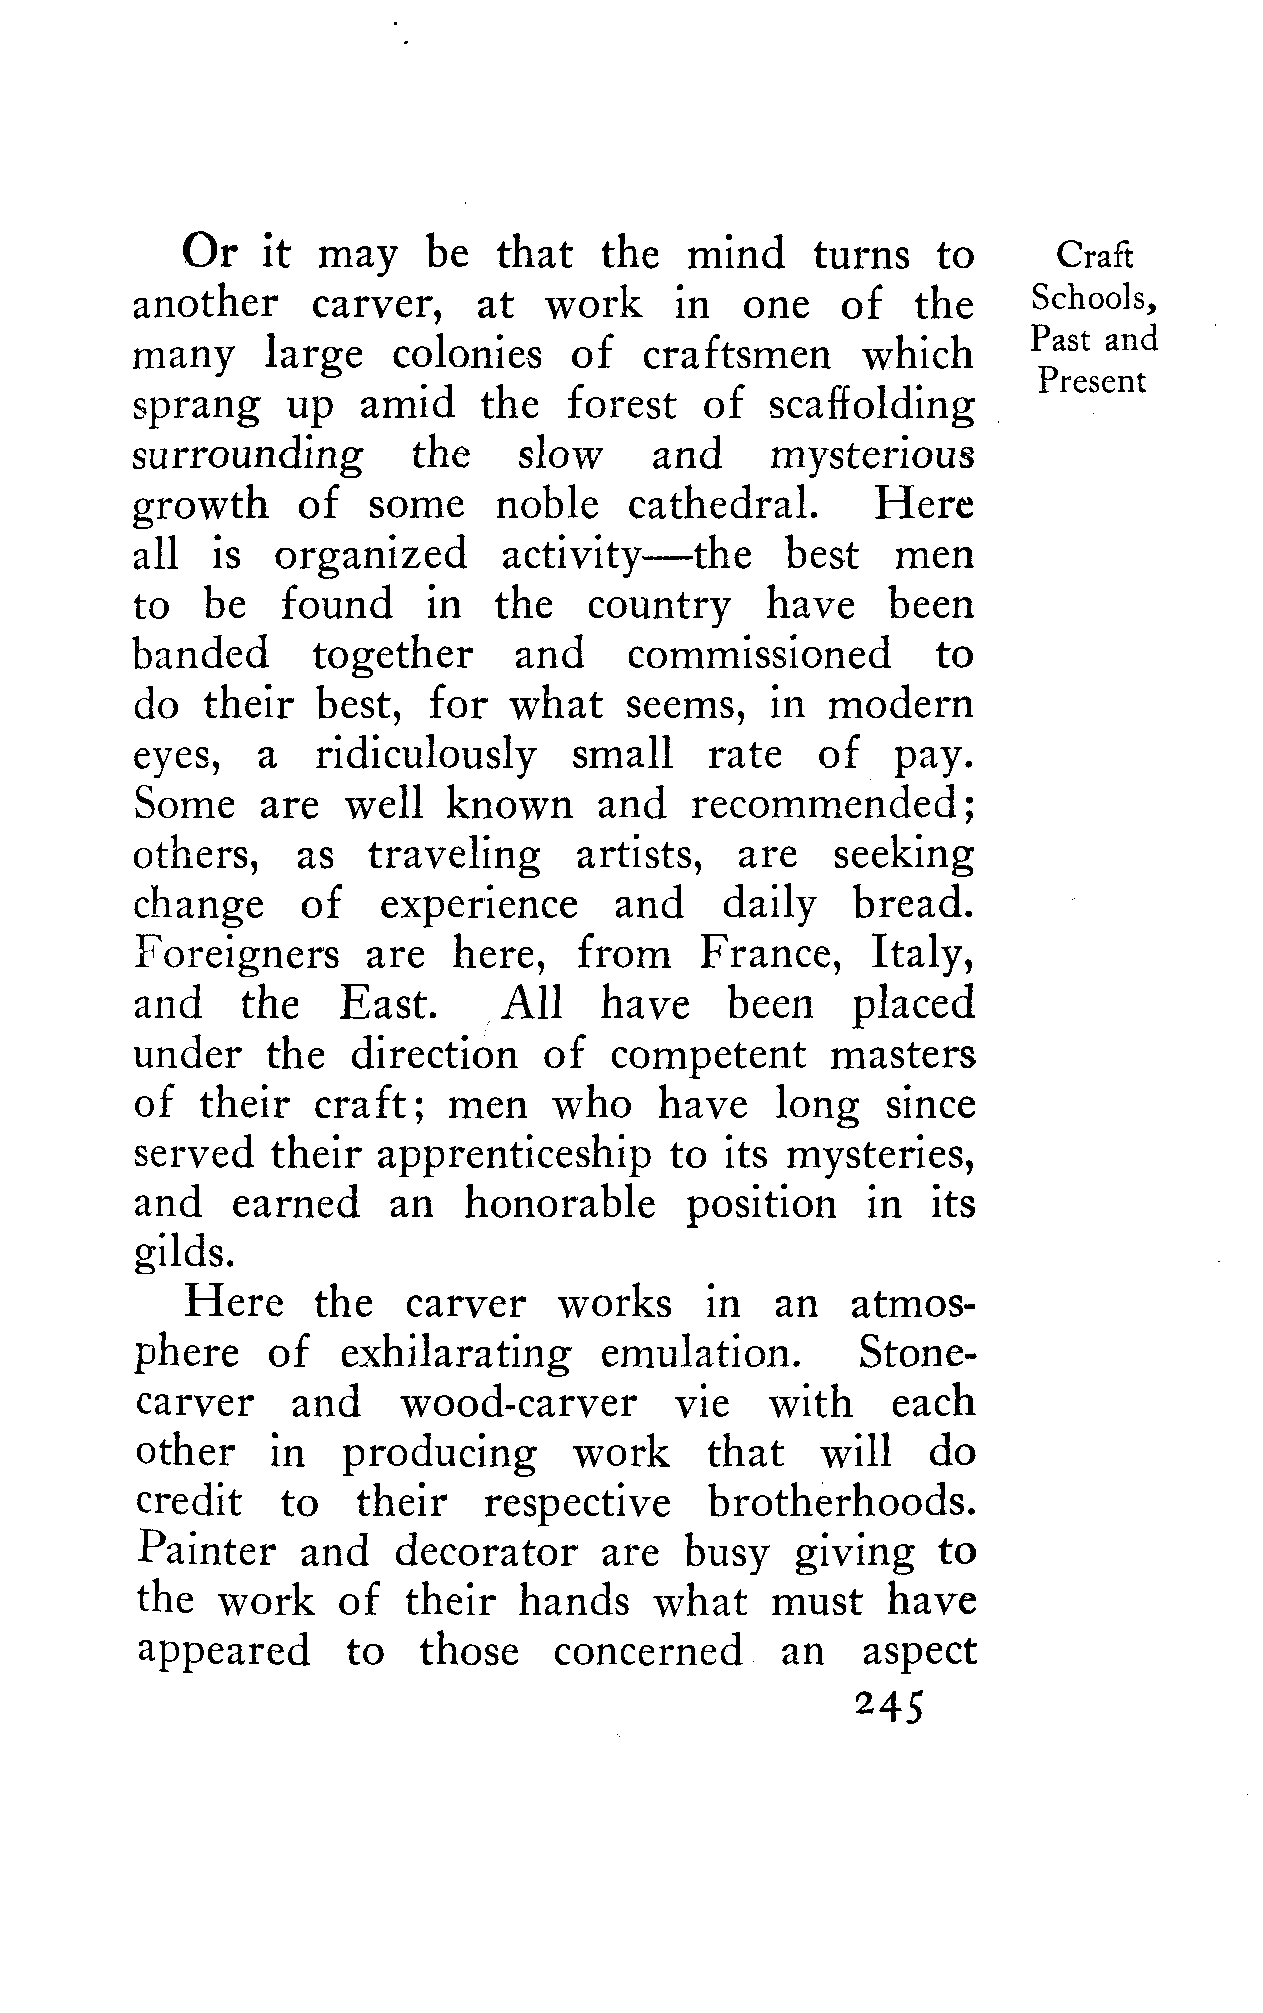 Or it may be that the mind turns to
another carver, at work in one of the
many large colonies of craftsmen which
sprang up amid the forest of scaffolding
surrounding the slow and mysterious
growth of some noble cathedral. Here
all is organized activity—the best men
to be found in the country have been
banded together and commissioned to
do their best, for what seems, in modern
eyes, a ridiculously small rate of pay.
Some are well known and recommended;
others, as traveling artists, are seeking
change of experience and daily bread.
Foreigners are here, from France, Italy,
and the East. All have been placed
under the direction of competent masters
of their craft; men who have long since
served their apprenticeship to its mysteries,
and earned an honorable position in its
gilds.
Here the carver works in an atmos-
phere of exhilarating emulation. Stone-
carver and wood-carver vie with each
other in producing work that will do
credit to their respective brotherhoods.
Painter and decorator are busy giving to
the work of their hands what must have
appeared to those concerned an aspect
Craft
Schools,
Past and
Present
245